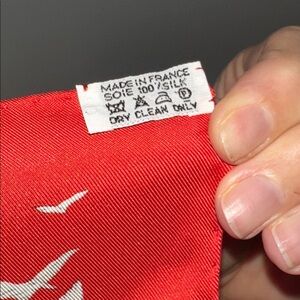 MADE IN FRANCE
SOIE 100% SILK
DRY CLEAN ONLY